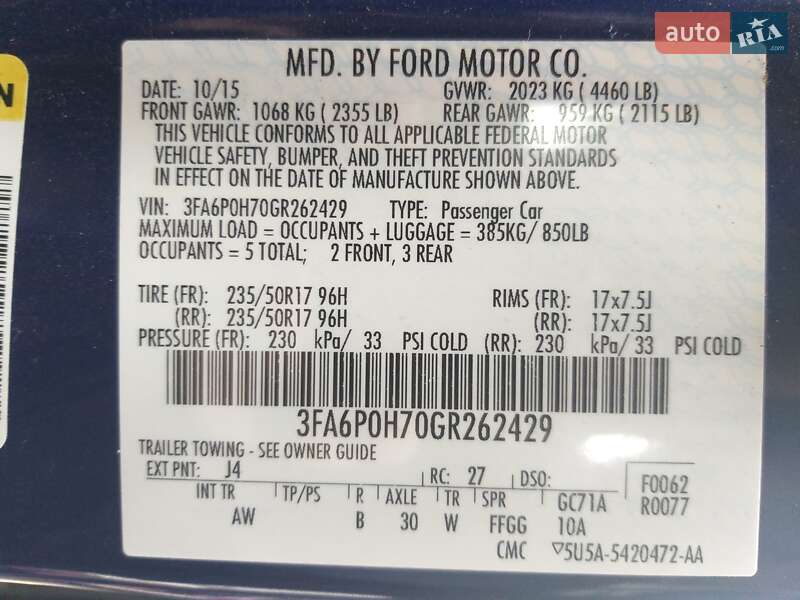 auto RIA .com
N
MFD. BY FORD MOTOR CO.
DATE: 10/15 GVWR: 2023 KG ( 4460 LB)
FRONT GAWR: 1068 KG ( 2355 LB) REAR GAWR: 959 KG ( 2115 LB)
THIS VEHICLE CONFORMS TO ALL APPLICABLE FEDERAL MOTOR
VEHICLE SAFETY, BUMPER, AND THEFT PREVENTION STANDARDS
IN EFFECT ON THE DATE OF MANUFACTURE SHOWN ABOVE.
VIN: 3FA6P0H70GR262429 TYPE: Passenger Car
MAXIMUM LOAD = OCCUPANTS + LUGGAGE = 385KG/ 850LB
OCCUPANTS = 5 TOTAL; 2 FRONT, 3 REAR
TIRE (FR): 235/50R17 96H RIMS (FR): 17x7.5J
(RR): 235/50R17 96H (RR): 17x7.5J
PRESSURE (FR): 230 kPa/ 33 PSI COLD (RR): 230 kPa/ 33 PSI COLD
3FA6P0H70GR262429
TRAILER TOWING - SEE OWNER GUIDE
EXT PNT: J4 RC: 27 DSO: F0062
INT TR TP/PS R AXLE TR SPR GC71A R0077
AW B 30 W FFGG 10A
CMC ▽5U5A-5420472-AA